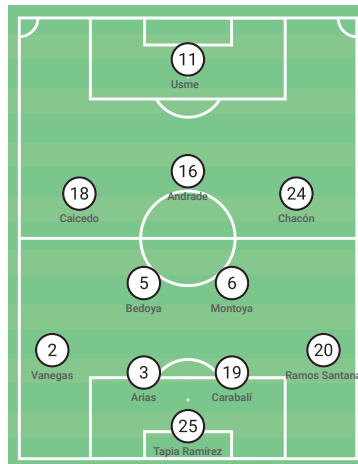 11
Usme
16
Andrade
18
Caicedo
24
Chacón
5
Bedoya
6
Montoya
2
Vanegas
20
Ramos Santana
3
Arias
19
Carabalí
25
Tapia Ramírez